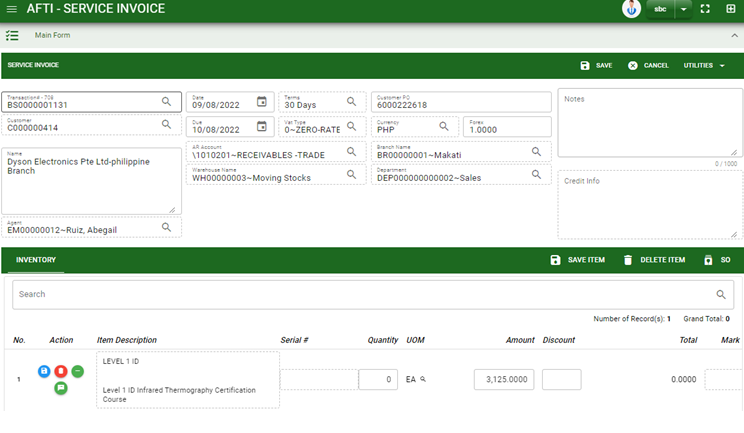 AFTI - SERVICE INVOICE
sbc
Main Form
SERVICE INVOICE
SAVE
CANCEL
UTILITIES
Transaction# - 708
BS0000001131
Date
09/08/2022
Terms
30 Days
Customer PO
6000222618
Notes
Customer
C000000414
Due
10/08/2022
Vat Type
0~ZERO-RATE
Currency
PHP
Forex
1.0000
Name
Dyson Electronics Pte Ltd-philippine
Branch
AR Account
\1010201~RECEIVABLES -TRADE
Branch Name
BR00000001~Makati
0 / 1000
Warehouse Name
WH00000003~Moving Stocks
Department
DEP000000000002~Sales
Credit Info
Agent
EM00000012~Ruiz, Abegail
INVENTORY
SAVE ITEM
DELETE ITEM
SO
Search
Number of Record(s): 1
Grand Total: 0
No.
Action
Item Description
Serial #
Quantity
UOM
Amount
Discount
Total
Mark
1
LEVEL 1 ID
Level 1 ID Infrared Thermography Certification
Course
0
EA
3,125.0000
0.0000